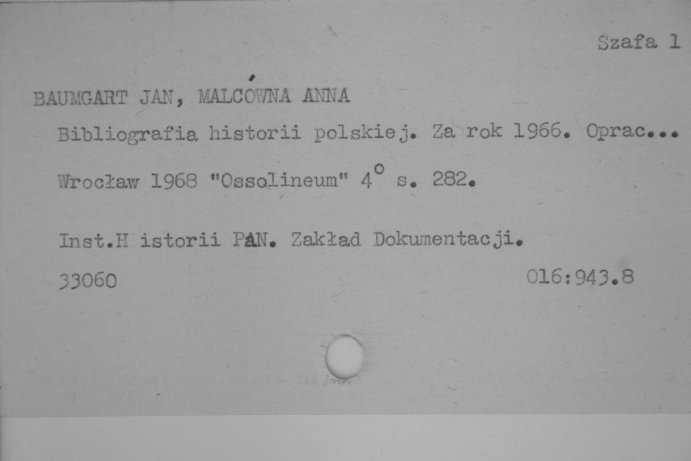 Szafa 1
BAUMGART JAN, MALCÓWNA ANNA
Bibliografia historii polskiej. Za rok 1966. Oprac...
Wrocław 1968 "Ossolineum" 4° s. 282.
Inst.H istorii PAN. Zakład Dokumentacji.
33060 016:943.8